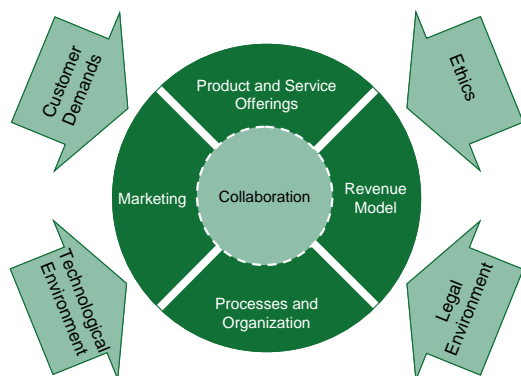 Customer
Demands
Ethics
Product and Service
Offerings
Marketing
Collaboration
Revenue
Model
Processes and
Organization
Technological
Environment
Legal
Environment